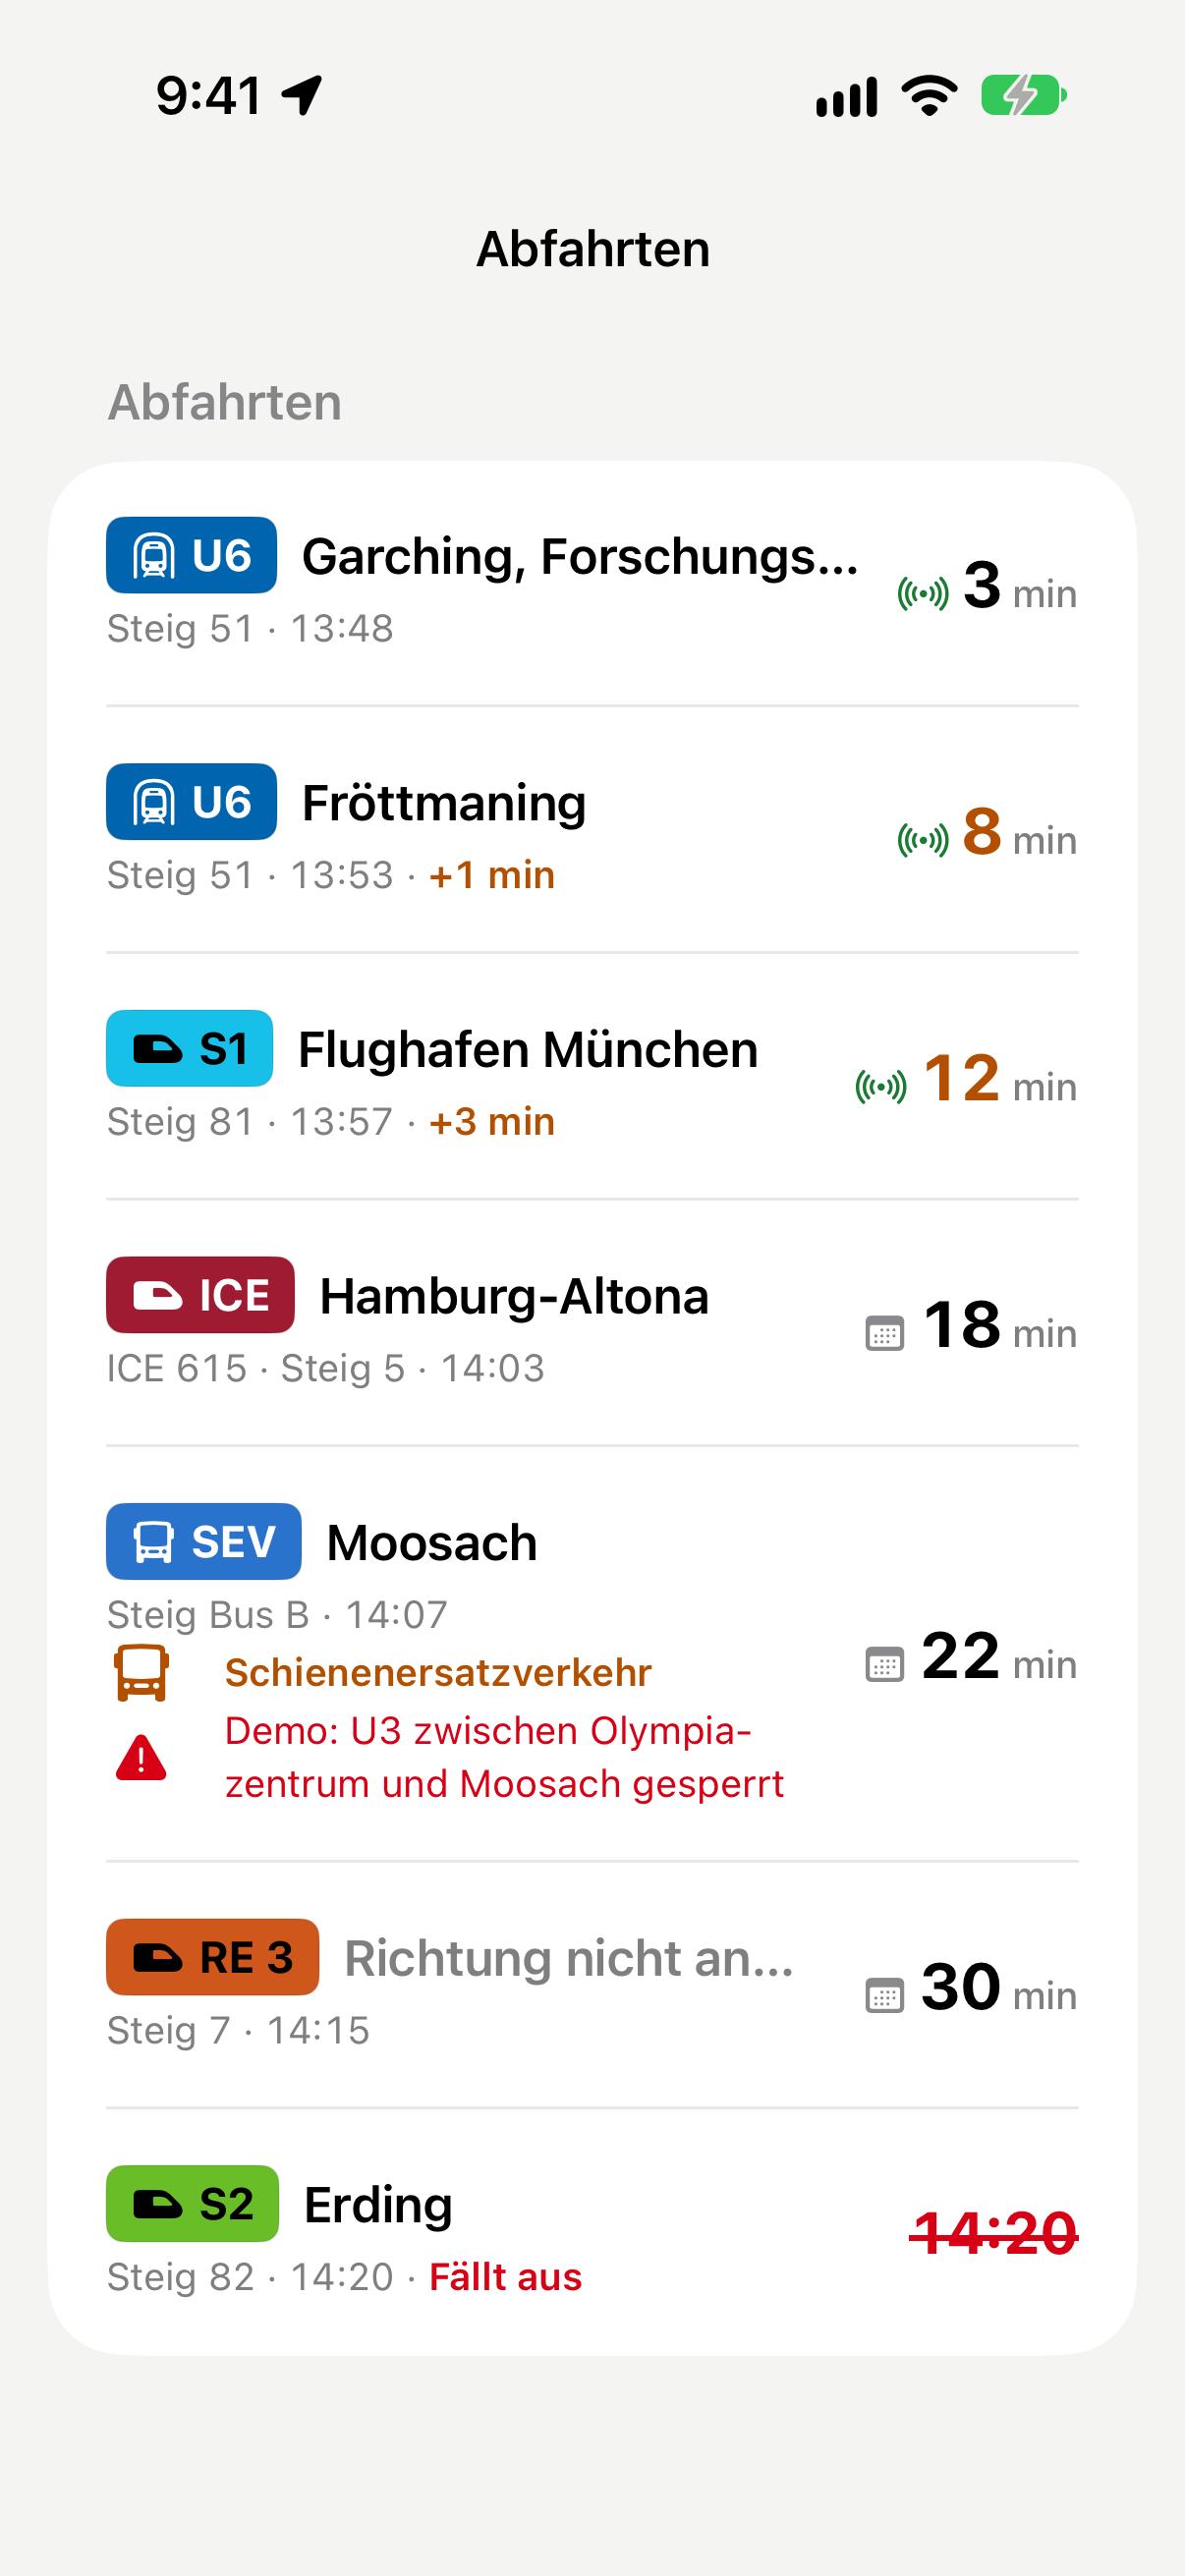 9:41
Abfahrten
Abfahrten
U6 Garching, Forschungs...
3 min
Steig 51 · 13:48
U6 Fröttmaning
8 min
Steig 51 · 13:53 · +1 min
S1 Flughafen München
12 min
Steig 81 · 13:57 · +3 min
ICE Hamburg-Altona
18 min
ICE 615 · Steig 5 · 14:03
SEV Moosach
Steig Bus B · 14:07
22 min
Schienenersatzverkehr
Demo: U3 zwischen Olympia-
zentrum und Moosach gesperrt
RE 3 Richtung nicht an...
30 min
Steig 7 · 14:15
S2 Erding
14:20
Steig 82 · 14:20 · Fällt aus